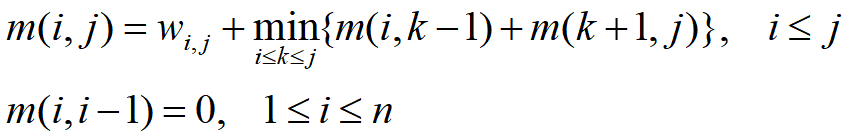 m(i, j) = w_{i,j} + \min_{i≤k≤j}{m(i,k−1) + m(k+1, j)}, i ≤ j
m(i,i−1) = 0, 1 ≤ i ≤ n